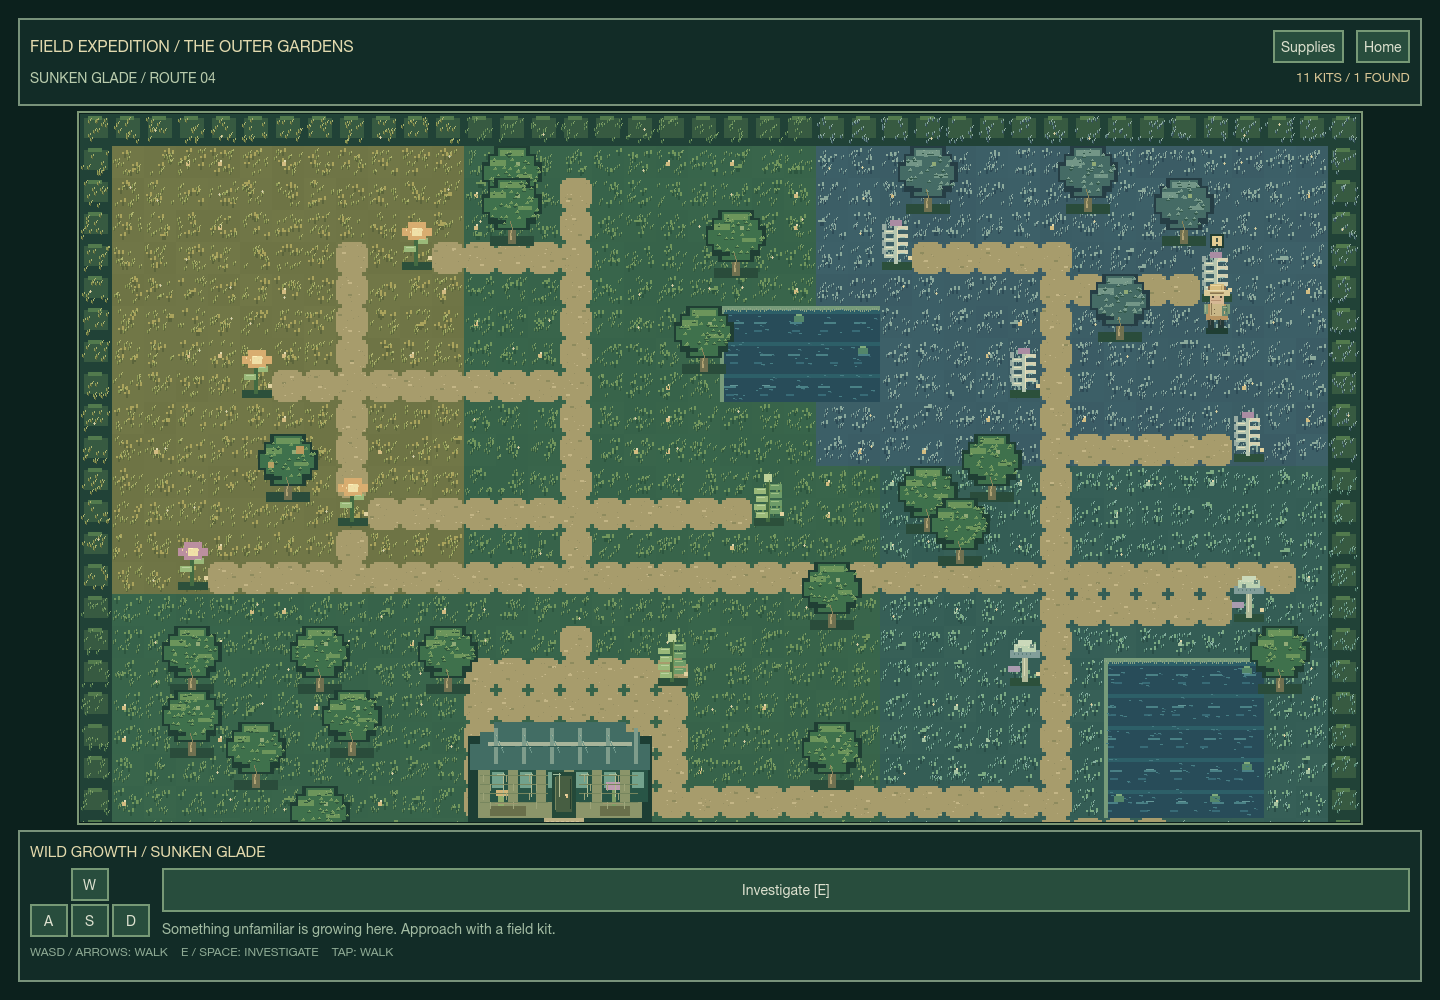 FIELD EXPEDITION / THE OUTER GARDENS
Supplies
Home
SUNKEN GLADE / ROUTE 04
11 KITS / 1 FOUND
!
WILD GROWTH / SUNKEN GLADE
W
Investigate [E]
A
S
D
Something unfamiliar is growing here. Approach with a field kit.
WASD / ARROWS: WALK    E / SPACE: INVESTIGATE    TAP: WALK